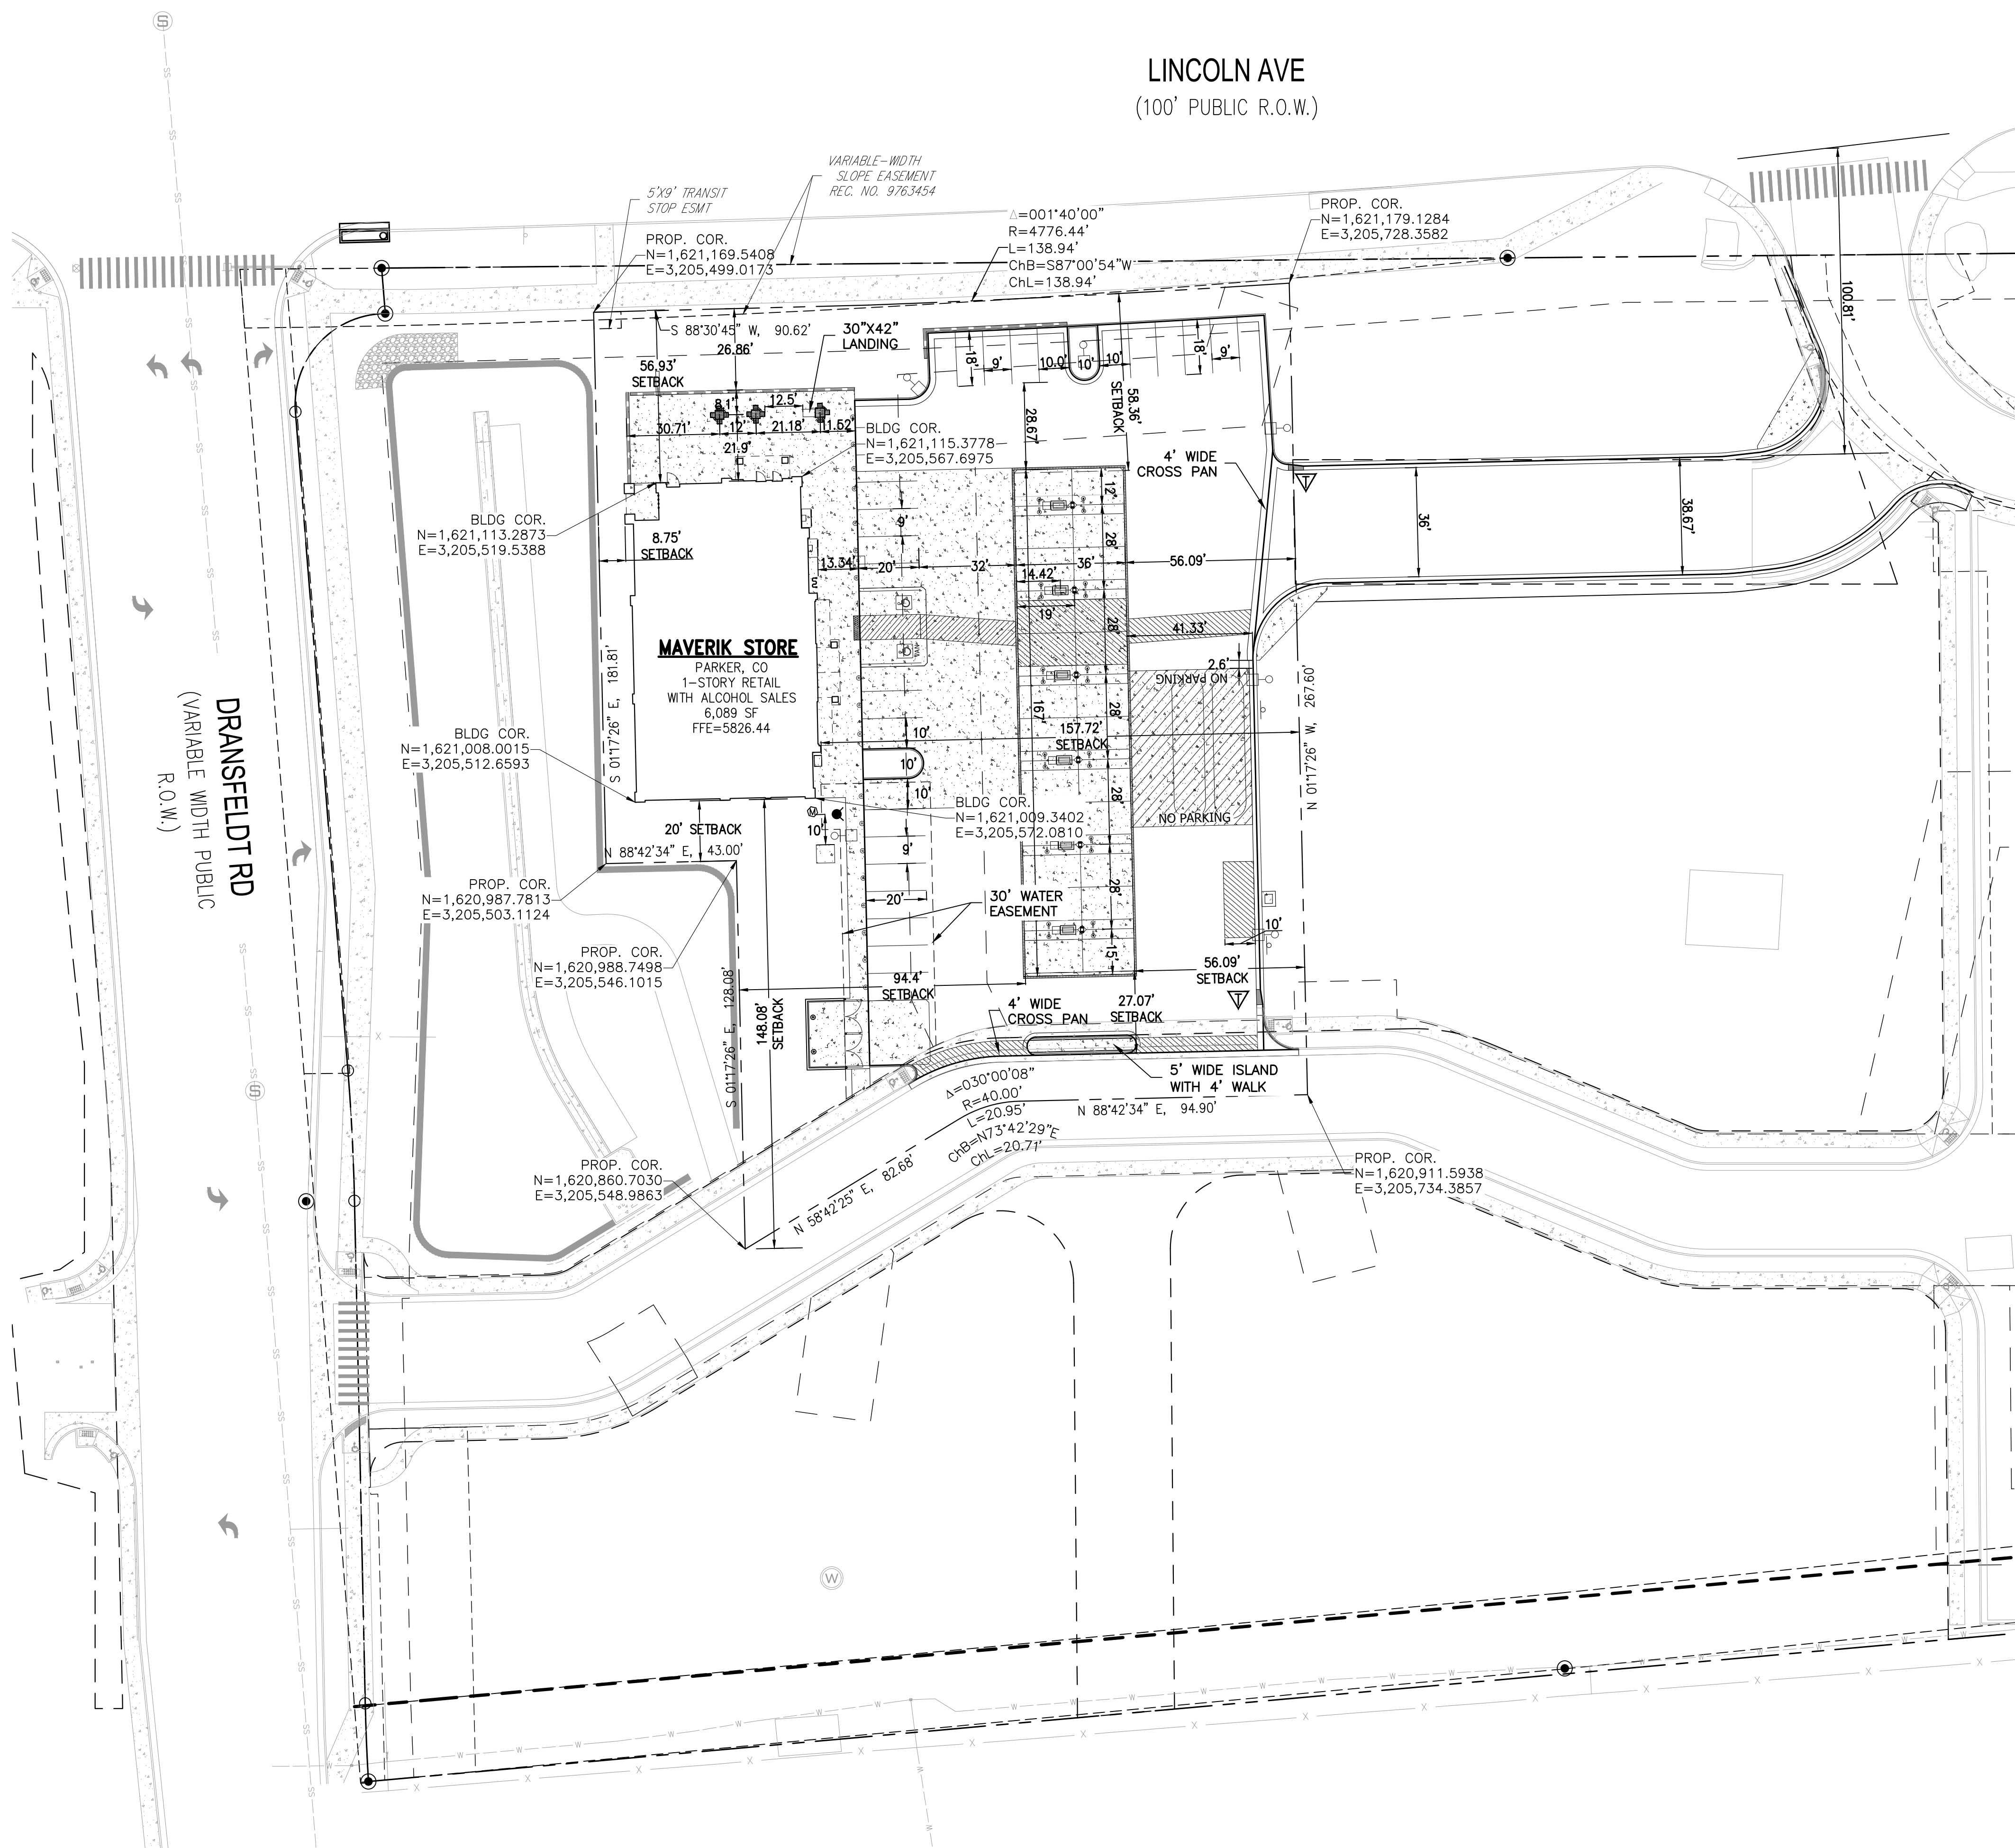 LINCOLN AVE
(100' PUBLIC R.O.W.)
VARIABLE-WIDTH
SLOPE EASEMENT
REC. NO. 9763454
5'X9' TRANSIT
STOP ESMT
PROP. COR.
N=1,621,169.5408
E=3,205,499.0173
Δ=001°40'00"
R=4776.44'
L=138.94'
ChB=S87°00'54"W
ChL=138.94'
PROP. COR.
N=1,621,179.1284
E=3,205,728.3582
100.81'
S 88°30'45" W, 90.62'
26.86'
30"X42"
LANDING
56.93'
SETBACK
18'
9'
10.0'
10'
10'
18'
9'
58.36'
SETBACK
28.67'
8.1'
12.5'
30.71'
12'
21.18'
11.52'
21.9'
BLDG COR.
N=1,621,115.3778
E=3,205,567.6975
4' WIDE
CROSS PAN
T
12'
36'
38.67'
BLDG COR.
N=1,621,113.2873
E=3,205,519.5388
8.75'
SETBACK
9'
28'
13.34'
20'
32'
36'
56.09'
14.42'
19'
28'
41.33'
2.6'
NO PARKING
MAVERIK STORE
PARKER, CO
1-STORY RETAIL
WITH ALCOHOL SALES
6,089 SF
FFE=5826.44
S 01°17'26" E, 181.81'
N 01°17'26" W, 267.60'
DRANSFELDT RD
(VARIABLE WIDTH PUBLIC
R.O.W.)
BLDG COR.
N=1,621,008.0015
E=3,205,512.6593
167'
28'
157.72'
SETBACK
10'
10'
10'
28'
NO PARKING
BLDG COR.
N=1,621,009.3402
E=3,205,572.0810
M
10'
20' SETBACK
N 88°42'34" E, 43.00'
9'
28'
20'
30' WATER
EASEMENT
PROP. COR.
N=1,620,987.7813
E=3,205,503.1124
10'
15'
PROP. COR.
N=1,620,988.7498
E=3,205,546.1015
94.4'
SETBACK
56.09'
SETBACK
T
S 01°17'26" E, 128.08'
148.08'
SETBACK
4' WIDE
CROSS PAN
27.07'
SETBACK
5' WIDE ISLAND
WITH 4' WALK
Δ=030°00'08"
R=40.00'
L=20.95'
ChB=N73°42'29"E
ChL=20.71'
N 88°42'34" E, 94.90'
N 58°42'25" E, 82.68'
PROP. COR.
N=1,620,860.7030
E=3,205,548.9863
PROP. COR.
N=1,620,911.5938
E=3,205,734.3857
S
S
W